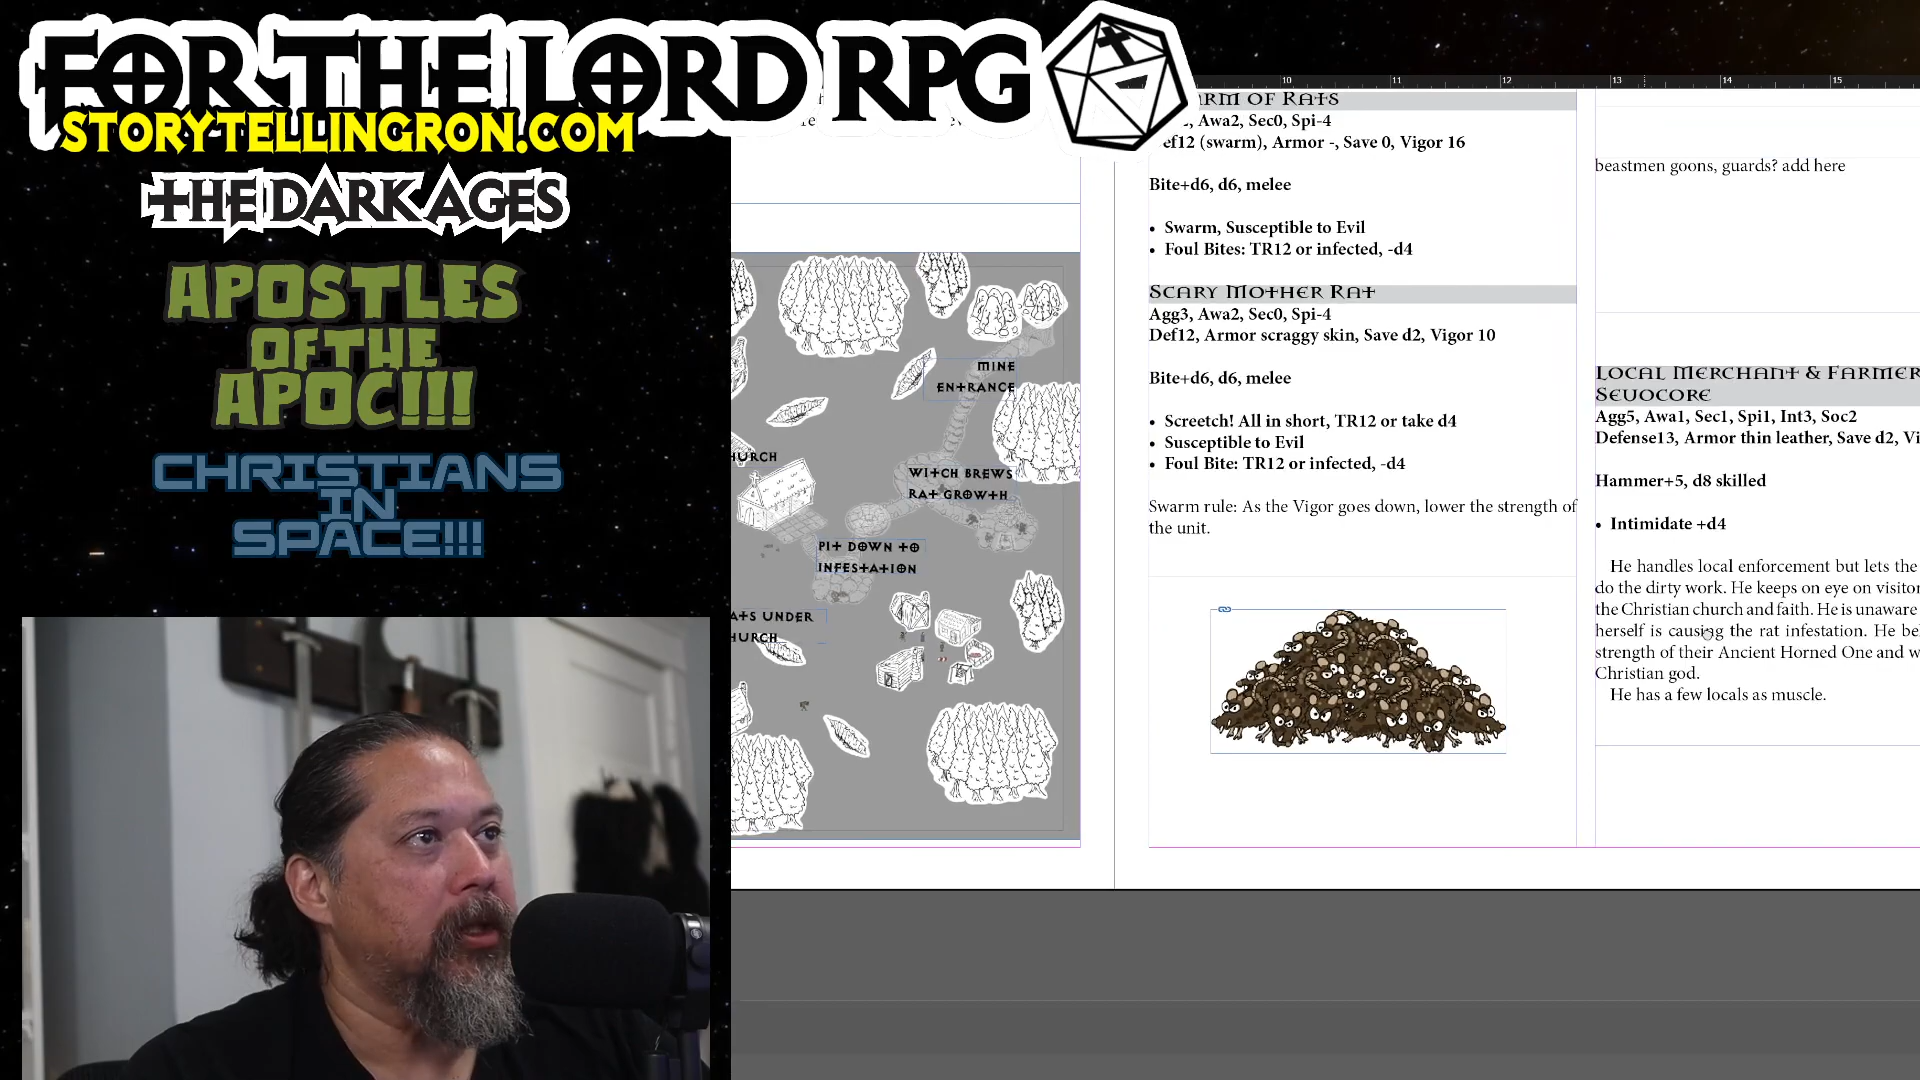 FOR THE LORD RPG
STORYTELLINGRON.COM
THE DARK AGES
APOSTLES
OF THE
APOC!!!
CHRISTIANS
IN
SPACE!!!
MINE
ENTRANCE
HURCH
WITCH BREWS
RAT GROWTH
PIT DOWN TO
INFESTATION
ATS UNDER
HURCH
10 11 12 13 14 15
RM OF RATS
, Awa2, Sec0, Spi-4
ef12 (swarm), Armor -, Save 0, Vigor 16
Bite+d6, d6, melee
• Swarm, Susceptible to Evil
• Foul Bites: TR12 or infected, -d4
SCARY MOTHER RAT
Agg3, Awa2, Sec0, Spi-4
Def12, Armor scraggy skin, Save d2, Vigor 10
Bite+d6, d6, melee
• Screetch! All in short, TR12 or take d4
• Susceptible to Evil
• Foul Bite: TR12 or infected, -d4
Swarm rule: As the Vigor goes down, lower the strength of
the unit.
beastmen goons, guards? add here
LOCAL MERCHANT & FARMER
SEVOCORE
Agg5, Awa1, Sec1, Spi1, Int3, Soc2
Defense13, Armor thin leather, Save d2, Vi
Hammer+5, d8 skilled
• Intimidate +d4
He handles local enforcement but lets the
do the dirty work. He keeps on eye on visitor
the Christian church and faith. He is unaware
herself is causing the rat infestation. He be
strength of their Ancient Horned One and w
Christian god.
He has a few locals as muscle.